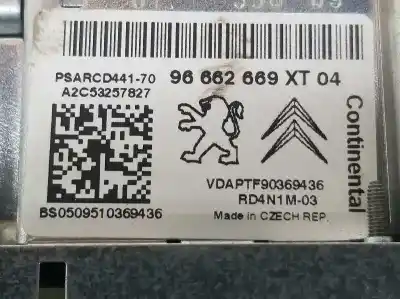 PSARCD441-70
A2C53257827
96 662 669 XT 04
Continental
VDAPTF90369436
RD4N1M-03
Made in CZECH REP.
BS0509510369436